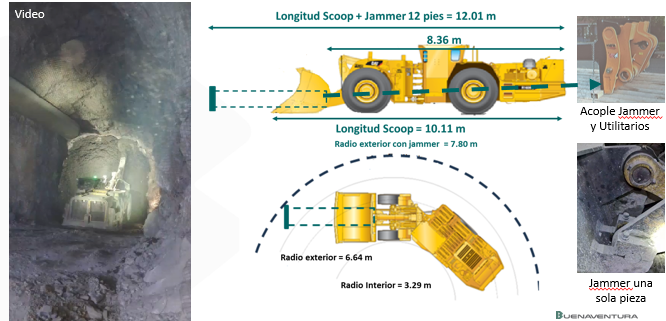 Video
Longitud Scoop + Jammer 12 pies = 12.01 m
8.36 m
Longitud Scoop = 10.11 m
Radio exterior con jammer = 7.80 m
Radio exterior = 6.64 m
Radio Interior = 3.29 m
Acople Jammer
y Utilitarios
Jammer una
sola pieza
BUENAVENTURA